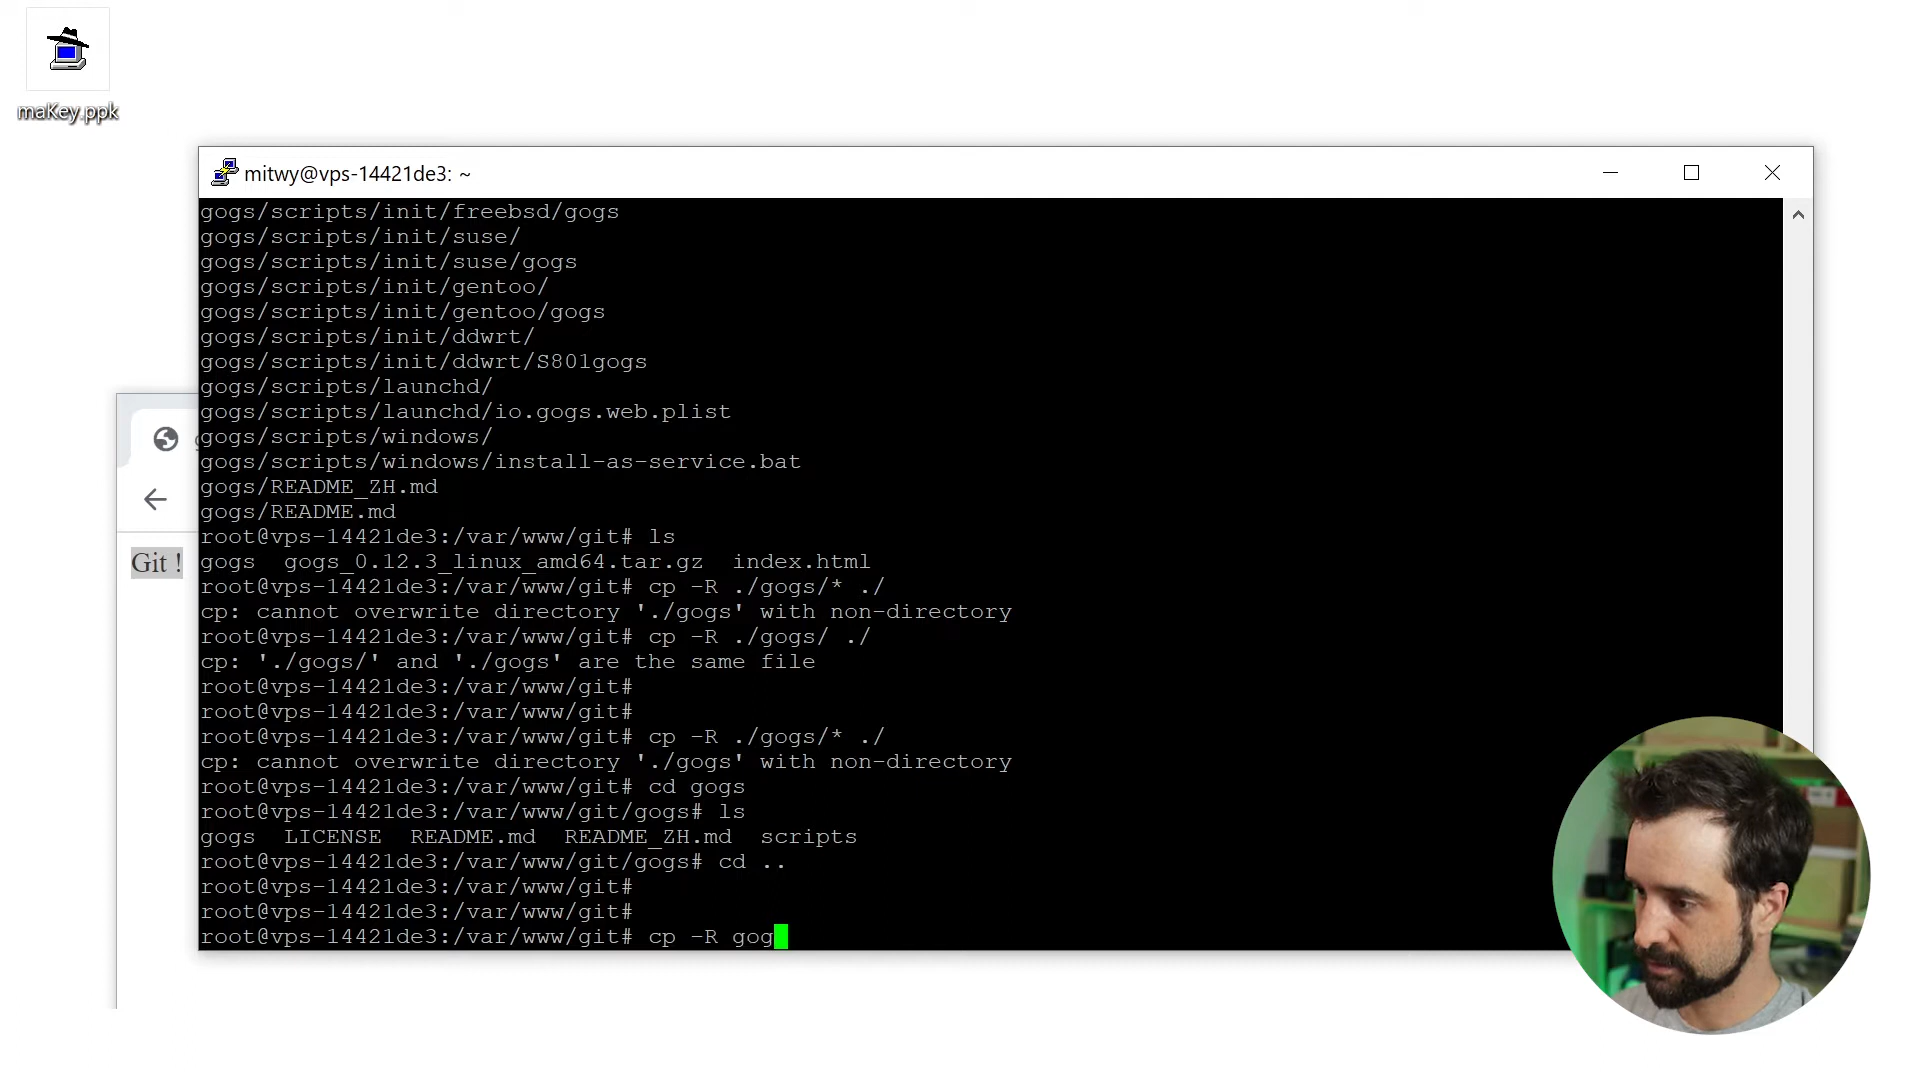 maKey.ppk
mitwy@vps-14421de3: ~
gogs/scripts/init/freebsd/gogs
gogs/scripts/init/suse/
gogs/scripts/init/suse/gogs
gogs/scripts/init/gentoo/
gogs/scripts/init/gentoo/gogs
gogs/scripts/init/ddwrt/
gogs/scripts/init/ddwrt/S801gogs
gogs/scripts/launchd/
gogs/scripts/launchd/io.gogs.web.plist
gogs/scripts/windows/
gogs/scripts/windows/install-as-service.bat
gogs/README_ZH.md
gogs/README.md
root@vps-14421de3:/var/www/git# ls
gogs  gogs_0.12.3_linux_amd64.tar.gz  index.html
root@vps-14421de3:/var/www/git# cp -R ./gogs/* ./
cp: cannot overwrite directory './gogs' with non-directory
root@vps-14421de3:/var/www/git# cp -R ./gogs/ ./
cp: './gogs/' and './gogs' are the same file
root@vps-14421de3:/var/www/git#
root@vps-14421de3:/var/www/git#
root@vps-14421de3:/var/www/git# cp -R ./gogs/* ./
cp: cannot overwrite directory './gogs' with non-directory
root@vps-14421de3:/var/www/git# cd gogs
root@vps-14421de3:/var/www/git/gogs# ls
gogs  LICENSE  README.md  README_ZH.md  scripts
root@vps-14421de3:/var/www/git/gogs# cd ..
root@vps-14421de3:/var/www/git#
root@vps-14421de3:/var/www/git#
root@vps-14421de3:/var/www/git# cp -R gog
Git !